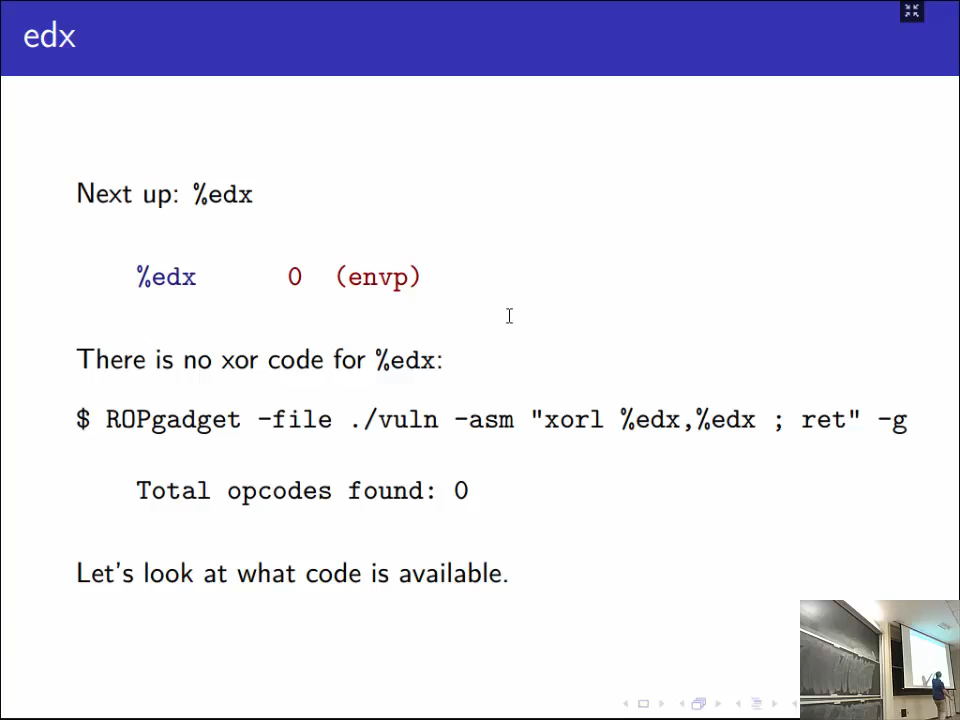 edx
Next up: %edx
%edx 0 (envp)
There is no xor code for %edx:
$ ROPgadget -file ./vuln -asm "xorl %edx,%edx ; ret" -g
Total opcodes found: 0
Let's look at what code is available.